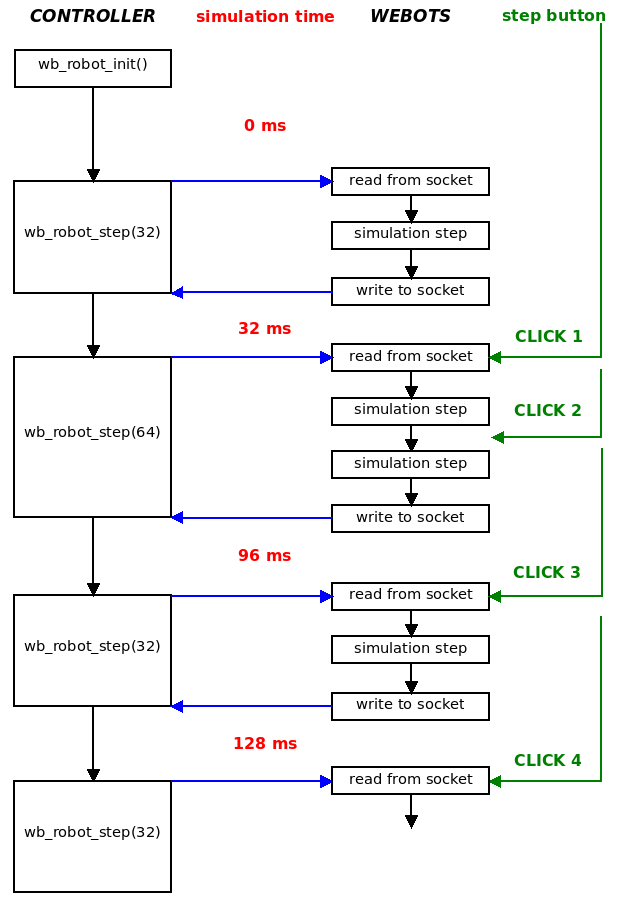 CONTROLLER simulation time WEBOTS step button
wb_robot_init()
0 ms
read from socket
wb_robot_step(32)
simulation step
write to socket
32 ms
CLICK 1
read from socket
simulation step
CLICK 2
wb_robot_step(64)
simulation step
write to socket
96 ms
CLICK 3
read from socket
wb_robot_step(32)
simulation step
write to socket
128 ms
CLICK 4
read from socket
wb_robot_step(32)